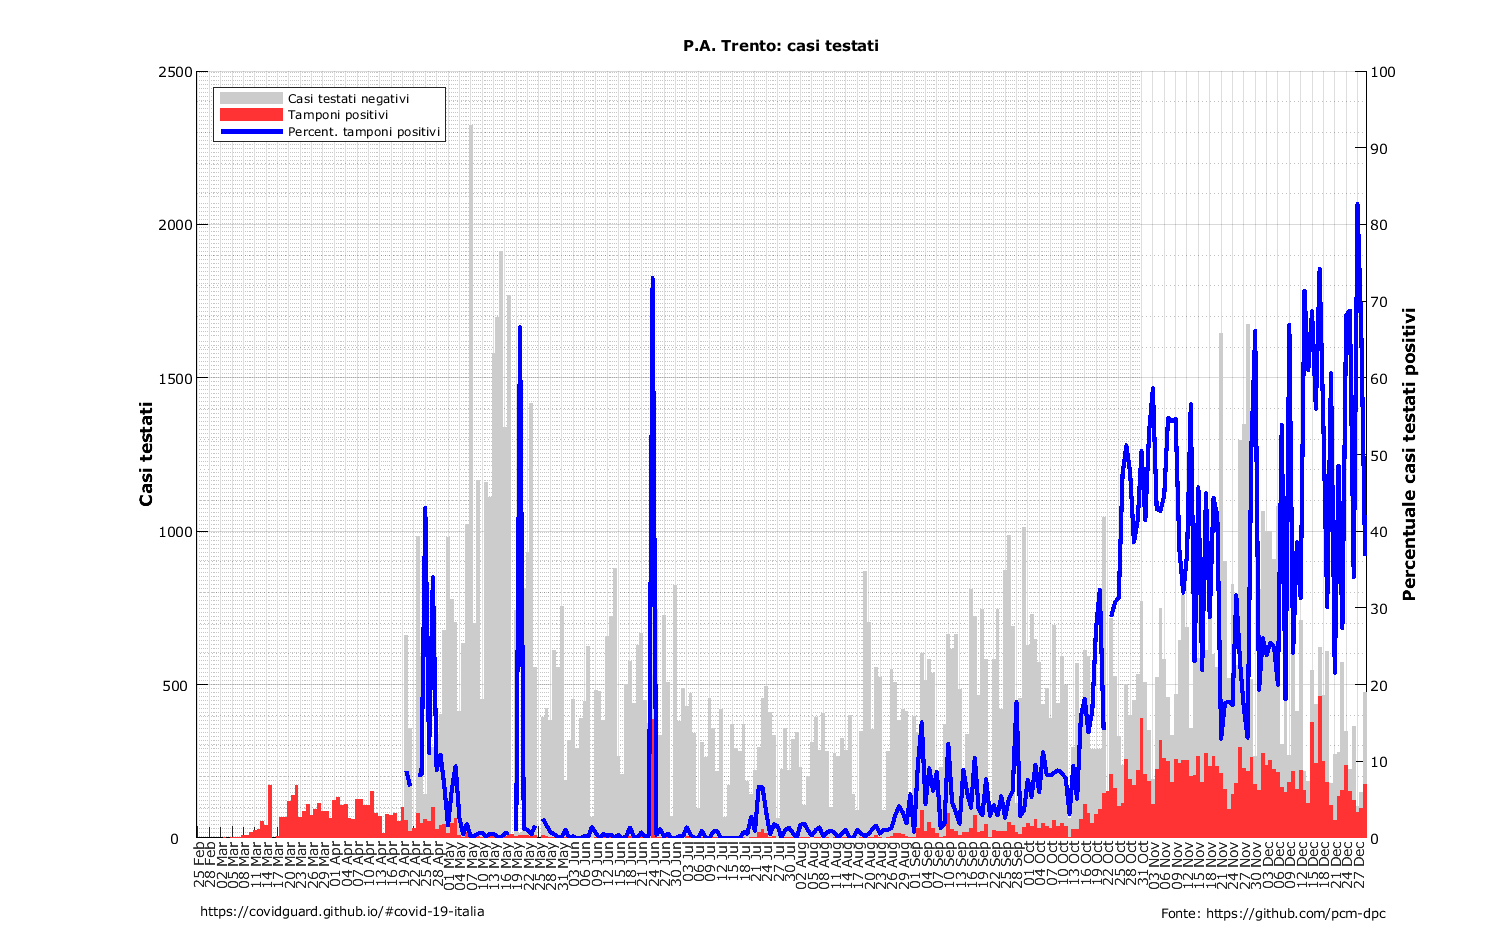 P.A. Trento: casi testati
Casi testati negativi
Tamponi positivi
Percent. tamponi positivi
Casi testati
2500
2000
1500
1000
500
0
100
90
80
70
60
50
40
30
20
10
0
Percentuale casi testati positivi
25 Feb
28 Feb
02 Mar
05 Mar
08 Mar
11 Mar
14 Mar
17 Mar
20 Mar
23 Mar
26 Mar
29 Mar
01 Apr
04 Apr
07 Apr
10 Apr
13 Apr
16 Apr
19 Apr
22 Apr
25 Apr
28 Apr
01 May
04 May
07 May
10 May
13 May
16 May
19 May
22 May
25 May
28 May
31 May
03 Jun
06 Jun
09 Jun
12 Jun
15 Jun
18 Jun
21 Jun
24 Jun
27 Jun
30 Jun
03 Jul
06 Jul
09 Jul
12 Jul
15 Jul
18 Jul
21 Jul
24 Jul
27 Jul
30 Jul
02 Aug
05 Aug
08 Aug
11 Aug
14 Aug
17 Aug
20 Aug
23 Aug
26 Aug
29 Aug
01 Sep
04 Sep
07 Sep
10 Sep
13 Sep
16 Sep
19 Sep
22 Sep
25 Sep
28 Sep
01 Oct
04 Oct
07 Oct
10 Oct
13 Oct
16 Oct
19 Oct
22 Oct
25 Oct
28 Oct
31 Oct
03 Nov
06 Nov
09 Nov
12 Nov
15 Nov
18 Nov
21 Nov
24 Nov
27 Nov
30 Nov
03 Dec
06 Dec
09 Dec
12 Dec
15 Dec
18 Dec
21 Dec
24 Dec
27 Dec
https://covidguard.github.io/#covid-19-italia
Fonte: https://github.com/pcm-dpc